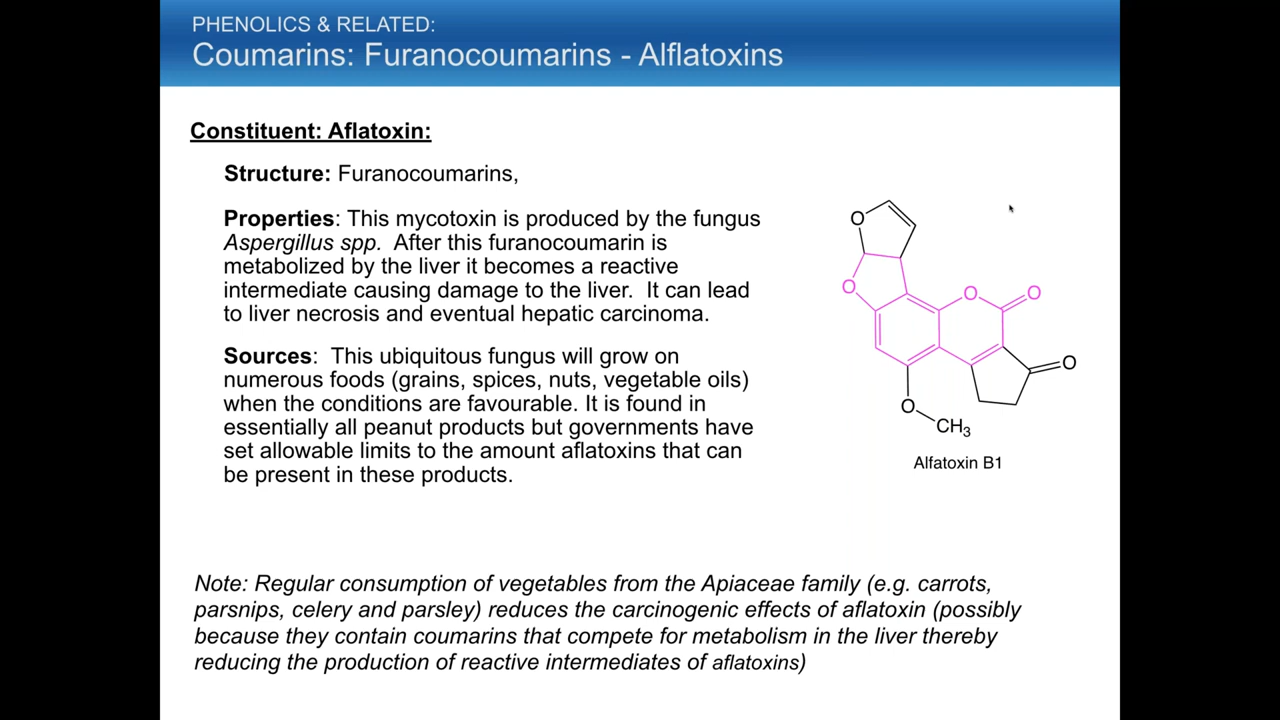 PHENOLICS & RELATED:
Coumarins: Furanocoumarins - Alflatoxins
Constituent: Aflatoxin:
Structure: Furanocoumarins,
Properties: This mycotoxin is produced by the fungus
Aspergillus spp. After this furanocoumarin is
metabolized by the liver it becomes a reactive
intermediate causing damage to the liver. It can lead
to liver necrosis and eventual hepatic carcinoma.
Sources: This ubiquitous fungus will grow on
numerous foods (grains, spices, nuts, vegetable oils)
when the conditions are favourable. It is found in
essentially all peanut products but governments have
set allowable limits to the amount aflatoxins that can
be present in these products.
O
O
O
O
O
O
CH3
Alfatoxin B1
Note: Regular consumption of vegetables from the Apiaceae family (e.g. carrots,
parsnips, celery and parsley) reduces the carcinogenic effects of aflatoxin (possibly
because they contain coumarins that compete for metabolism in the liver thereby
reducing the production of reactive intermediates of aflatoxins)